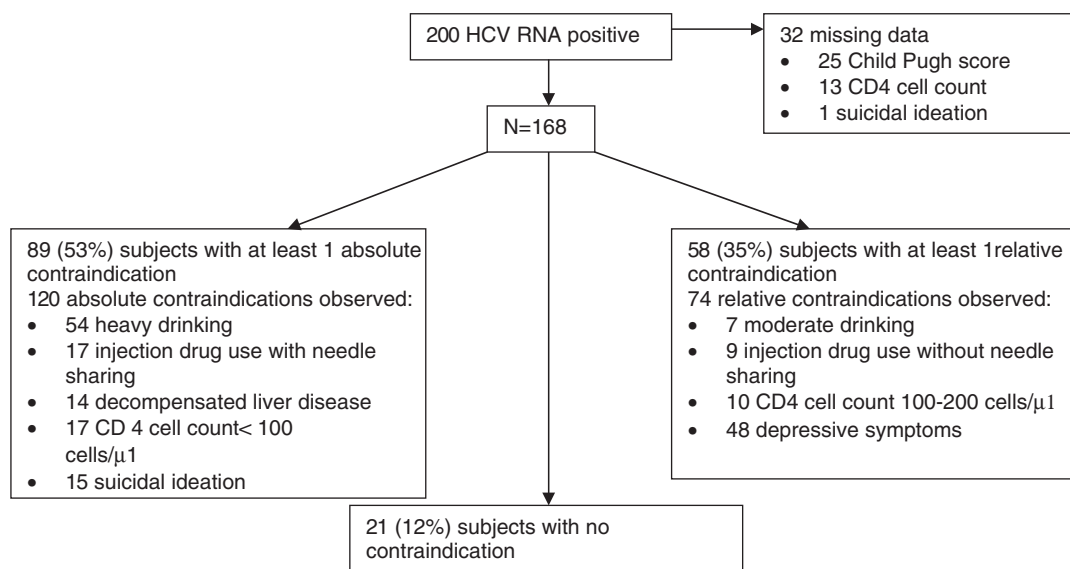 200 HCV RNA positive
32 missing data
• 25 Child Pugh score
• 13 CD4 cell count
• 1 suicidal ideation
N=168
89 (53%) subjects with at least 1 absolute
contraindication
120 absolute contraindications observed:
• 54 heavy drinking
• 17 injection drug use with needle
sharing
• 14 decompensated liver disease
• 17 CD 4 cell count< 100
cells/μ1
• 15 suicidal ideation
58 (35%) subjects with at least 1relative
contraindication
74 relative contraindications observed:
• 7 moderate drinking
• 9 injection drug use without needle
sharing
• 10 CD4 cell count 100-200 cells/μ1
• 48 depressive symptoms
21 (12%) subjects with no
contraindication